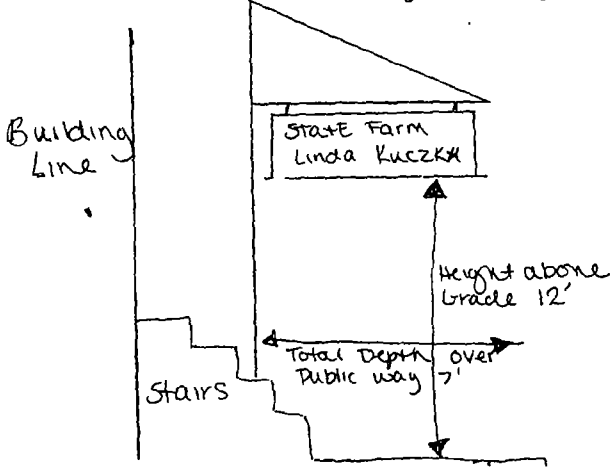 Building
Line
State Farm
Linda Kuczka
Height above
Grade 12'
Total Depth over
Public way 7'
Stairs